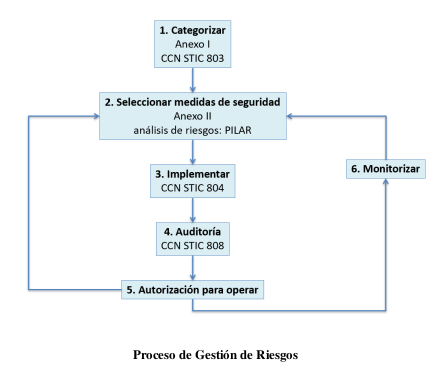 1. Categorizar
Anexo I
CCN STIC 803
2. Seleccionar medidas de seguridad
Anexo II
análisis de riesgos: PILAR
3. Implementar
CCN STIC 804
6. Monitorizar
4. Auditoría
CCN STIC 808
5. Autorización para operar
Proceso de Gestión de Riesgos